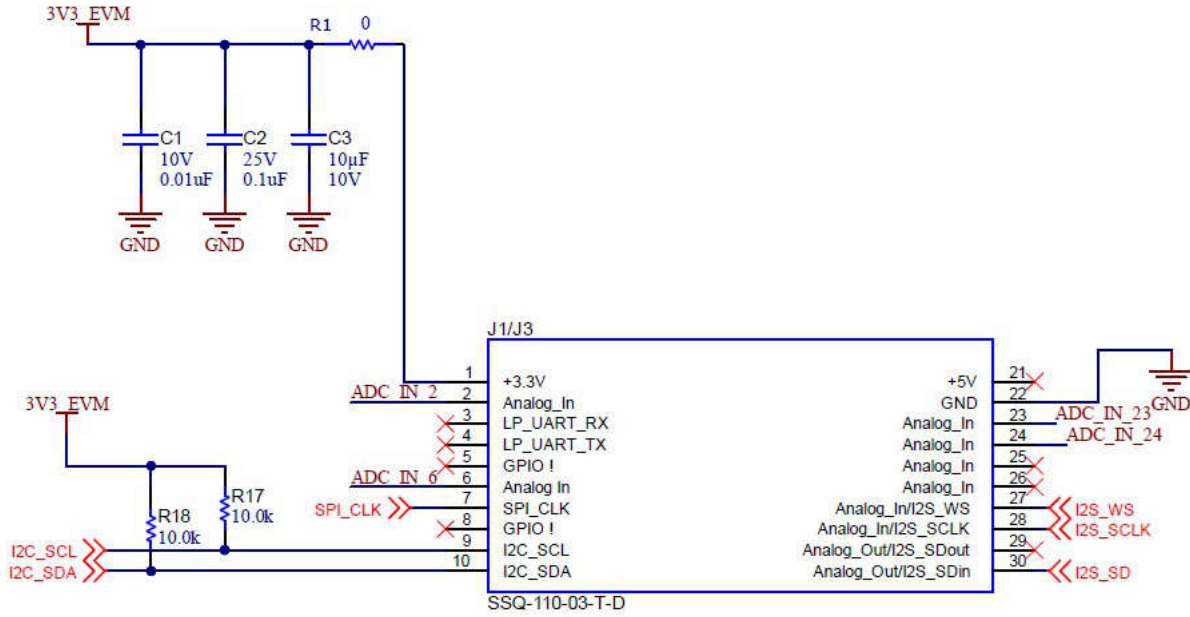 3V3_EVM
R1 0
C1
10V
0.01uF
C2
25V
0.1uF
C3
10µF
10V
GND
GND
GND
J1/J3
1 +3.3V
ADC_IN_2 2 Analog_In
3 LP_UART_RX
4 LP_UART_TX
5 GPIO !
ADC_IN_6 6 Analog In
SPI_CLK 7 SPI_CLK
8 GPIO !
I2C_SCL 9 I2C_SCL
I2C_SDA 10 I2C_SDA
+5V 21
GND 22 GND
Analog_In 23 ADC_IN_23
Analog_In 24 ADC_IN_24
Analog_In 25
Analog_In 26
Analog_In/I2S_WS 27 I2S_WS
Analog_In/I2S_SCLK 28 I2S_SCLK
Analog_Out/I2S_SDout 29
Analog_Out/I2S_SDin 30 I2S_SD
SSQ-110-03-T-D
3V3_EVM
R17
10.0k
R18
10.0k